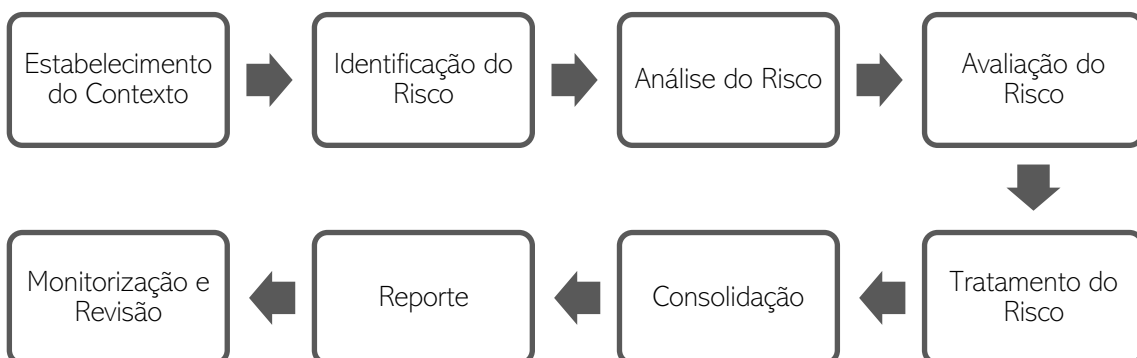 Estabelecimento
do Contexto
Identificação do
Risco
Análise do Risco
Avaliação do
Risco
Tratamento do
Risco
Consolidação
Reporte
Monitorização e
Revisão